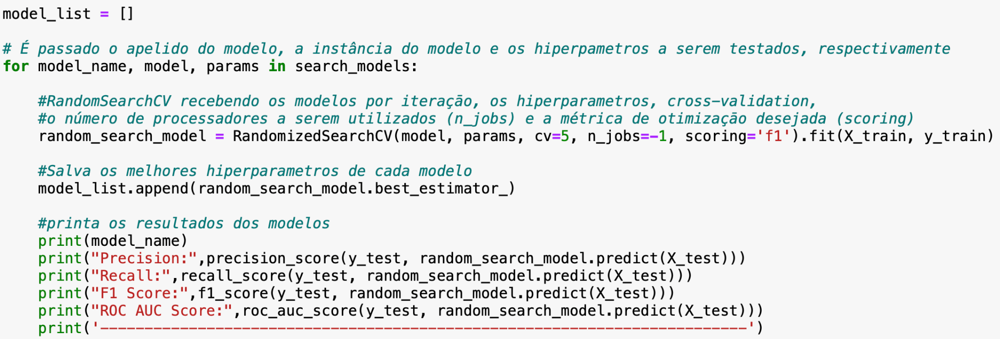 model_list = []
# É passado o apelido do modelo, a instância do modelo e os hiperpametros a serem testados, respectivamente
for model_name, model, params in search_models:
#RandomSearchCV recebendo os modelos por iteração, os hiperparametros, cross-validation,
#o número de processadores a serem utilizados (n_jobs) e a métrica de otimização desejada (scoring)
random_search_model = RandomizedSearchCV(model, params, cv=5, n_jobs=-1, scoring='f1').fit(X_train, y_train)
#Salva os melhores hiperparametros de cada modelo
model_list.append(random_search_model.best_estimator_)
#printa os resultados dos modelos
print(model_name)
print("Precision:",precision_score(y_test, random_search_model.predict(X_test)))
print("Recall:",recall_score(y_test, random_search_model.predict(X_test)))
print("F1 Score:",f1_score(y_test, random_search_model.predict(X_test)))
print("ROC AUC Score:",roc_auc_score(y_test, random_search_model.predict(X_test)))
print('-------------------------------------------------------------------------')